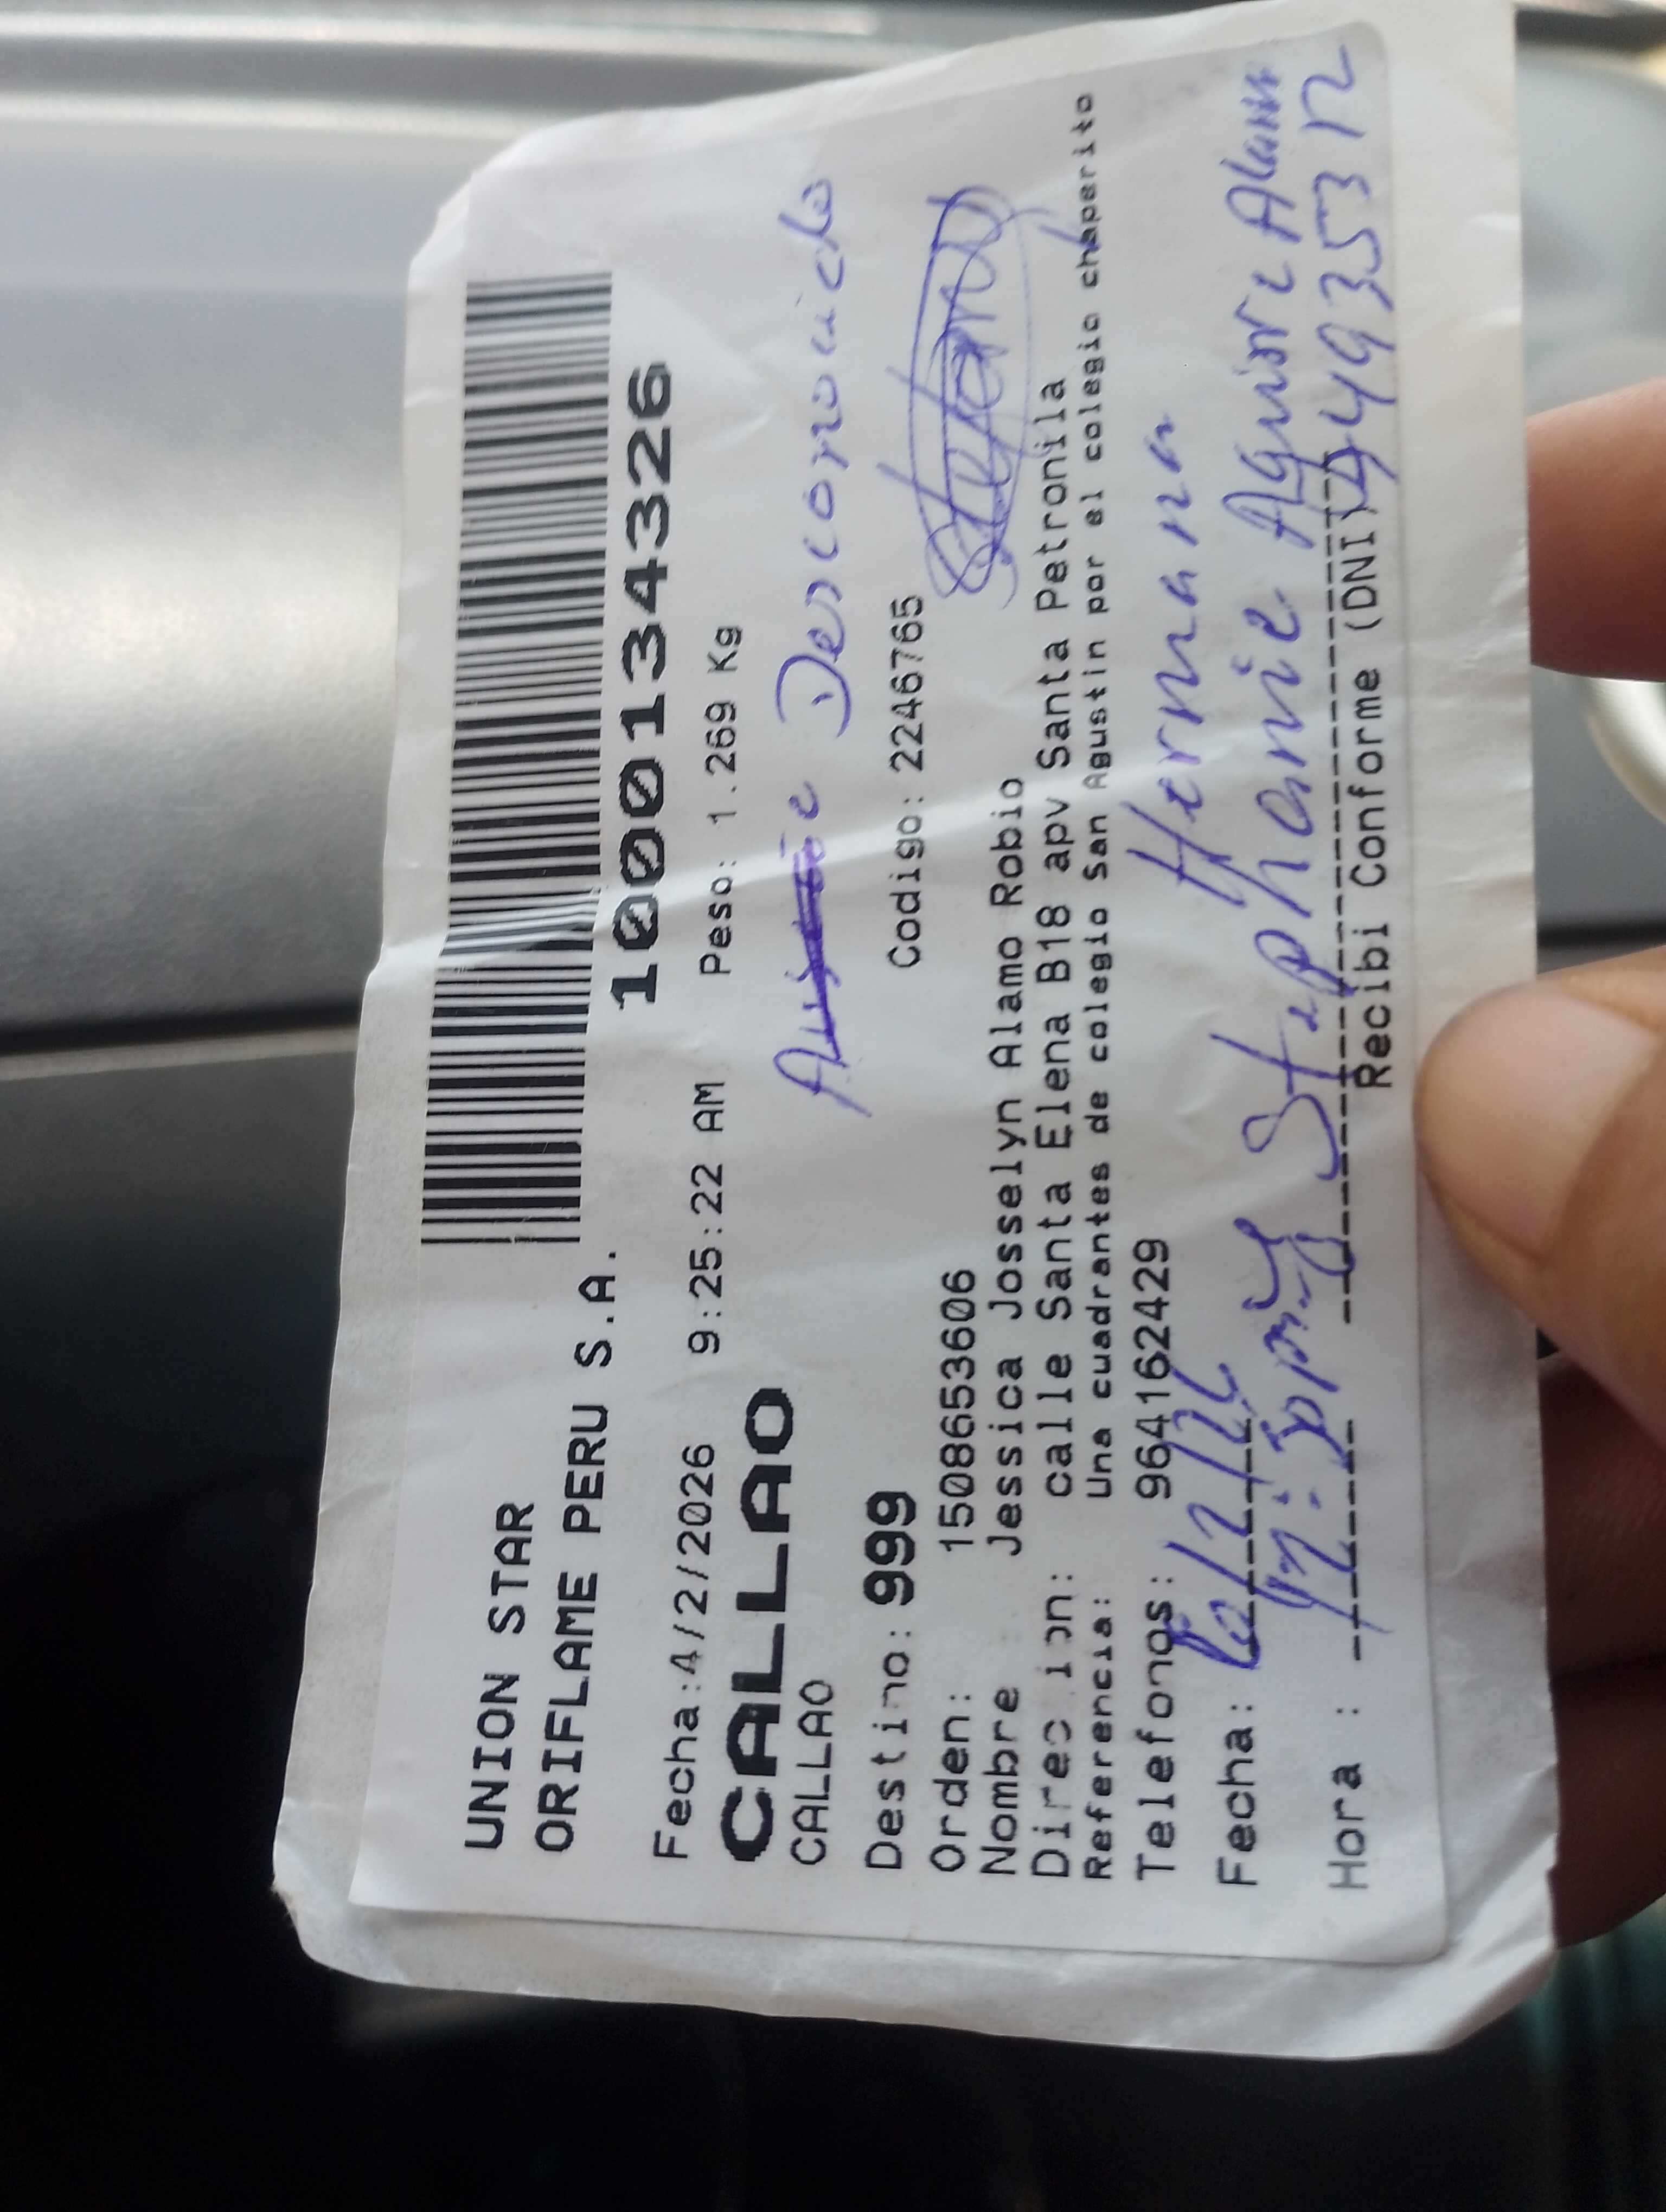 UNION STAR
ORIFLAME PERU S.A.
1000134326
Fecha:4/2/2026 9:25:22 AM Peso: 1.269 Kg
CALLAO
CALLAO
Desconocido
Destino: 999 Codigo: 2246765
Orden: 1508653606
Nombre : Jessica Josselyn Alamo Robio
Direccion: calle Santa Elena B18 apv Santa Petronila
Referencia: Una cuadrantes de colegio San Agustin por el colegio chaperito
Telefonos: 964162429 Hermana
Fecha:
Stephanie Aguirre Alamo
Hora :
Recibi Conforme (DNI)